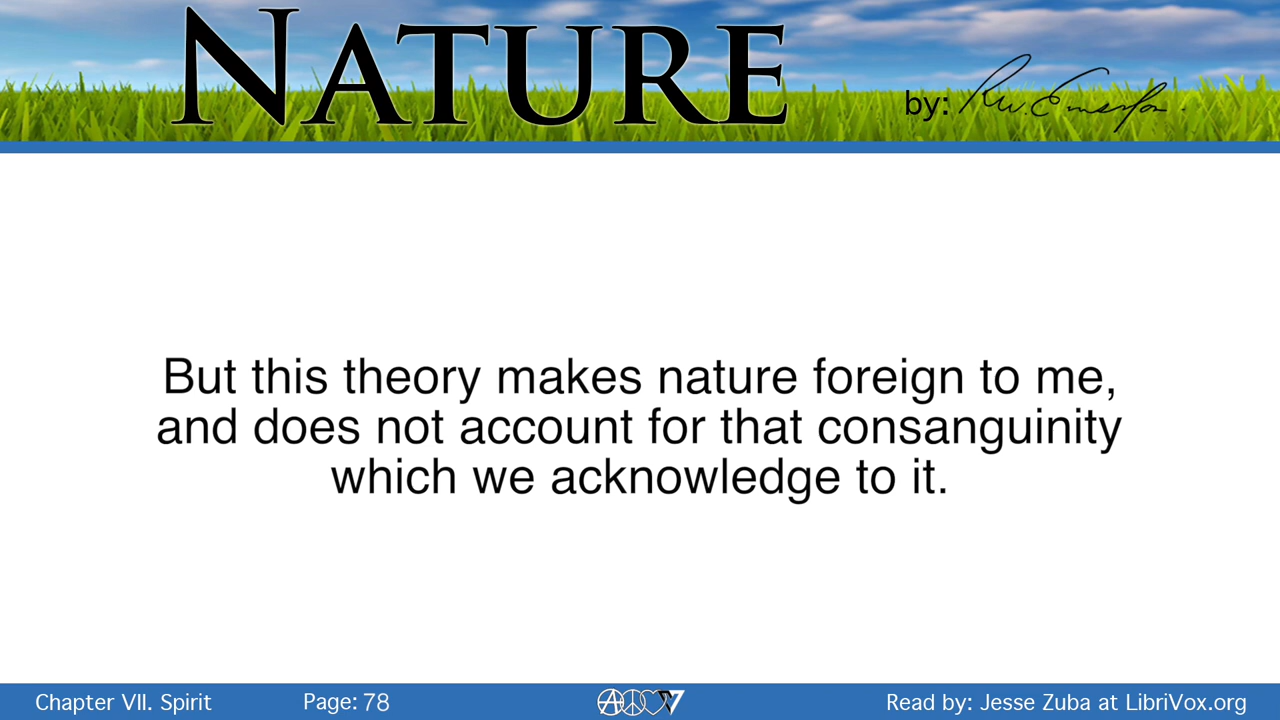 NATURE
by: R.W. Emerson.
But this theory makes nature foreign to me,
and does not account for that consanguinity
which we acknowledge to it.
Chapter VII. Spirit
Page: 78
Read by: Jesse Zuba at LibriVox.org